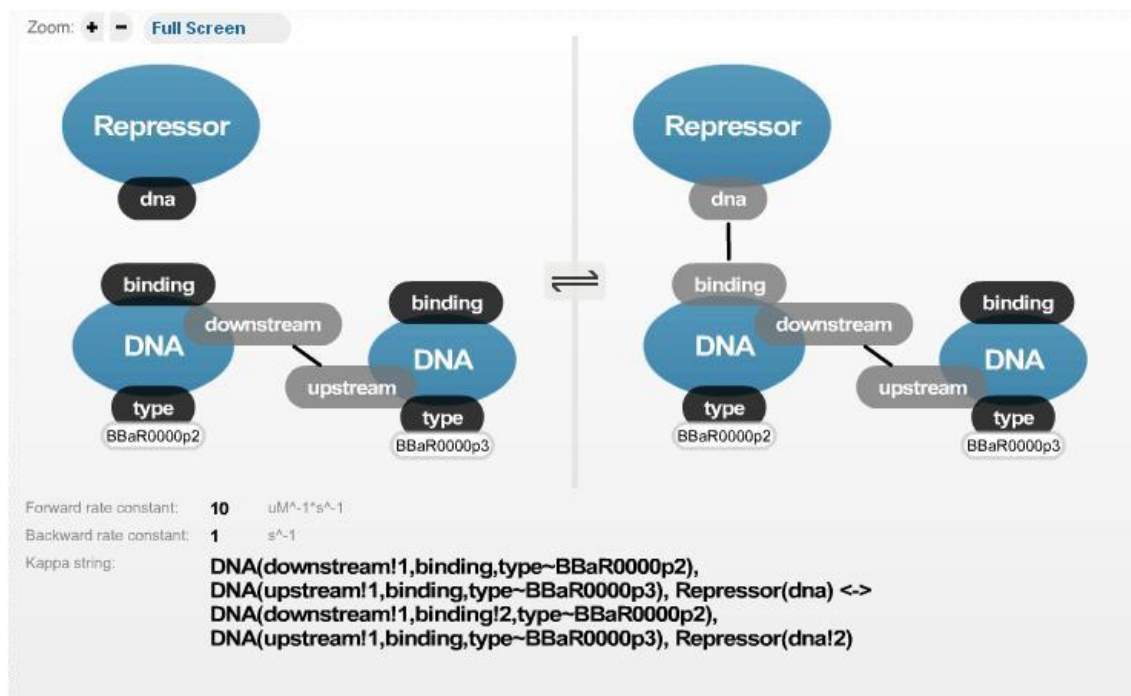 Zoom: + - Full Screen
Repressor
dna
binding
downstream
DNA
binding
DNA
upstream
type
BBaR0000p2
type
BBaR0000p3
Repressor
dna
binding
downstream
DNA
binding
DNA
upstream
type
BBaR0000p2
type
BBaR0000p3
Forward rate constant: 10 uM^-1*s^-1
Backward rate constant: 1 s^-1
Kappa string: DNA(downstream!1,binding,type~BBaR0000p2),
DNA(upstream!1,binding,type~BBaR0000p3), Repressor(dna) <->
DNA(downstream!1,binding!2,type~BBaR0000p2),
DNA(upstream!1,binding,type~BBaR0000p3), Repressor(dna!2)